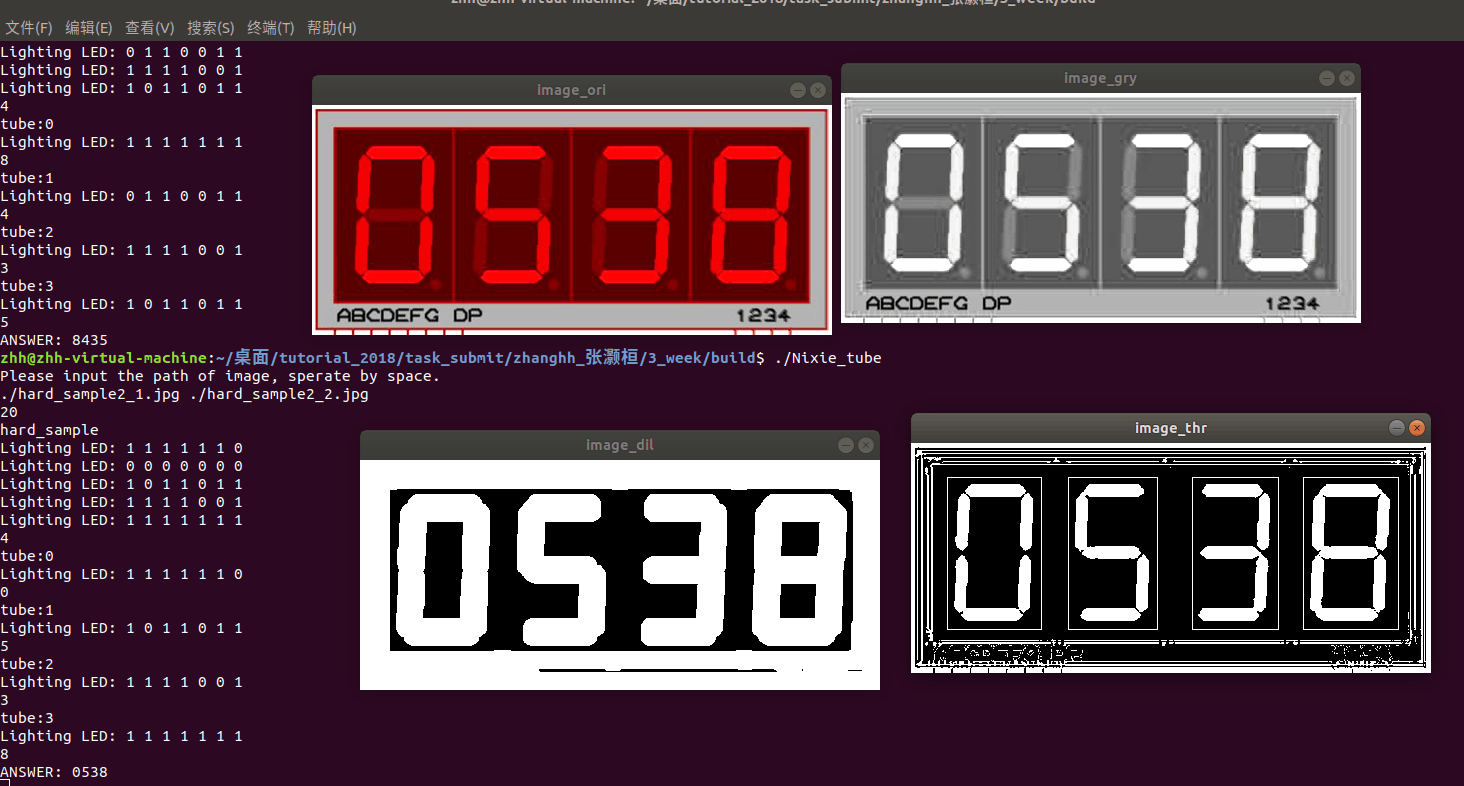 zhh@zhh-virtual-machine: ~/桌面/tutorial_2018/task_submit/zhanghh_张灏桓/3_week/build
文件(F) 编辑(E) 查看(V) 搜索(S) 终端(T) 帮助(H)
Lighting LED: 0 1 1 0 0 1 1
Lighting LED: 1 1 1 1 0 0 1
Lighting LED: 1 0 1 1 0 1 1
4
tube:0
Lighting LED: 1 1 1 1 1 1 1
8
tube:1
Lighting LED: 0 1 1 0 0 1 1
4
tube:2
Lighting LED: 1 1 1 1 0 0 1
3
tube:3
Lighting LED: 1 0 1 1 0 1 1
5
ANSWER: 8435
zhh@zhh-virtual-machine:~/桌面/tutorial_2018/task_submit/zhanghh_张灏桓/3_week/build$ ./Nixie_tube
Please input the path of image, sperate by space.
./hard_sample2_1.jpg ./hard_sample2_2.jpg
20
hard_sample
Lighting LED: 1 1 1 1 1 1 0
Lighting LED: 0 0 0 0 0 0 0
Lighting LED: 1 0 1 1 0 1 1
Lighting LED: 1 1 1 1 0 0 1
Lighting LED: 1 1 1 1 1 1 1
4
tube:0
Lighting LED: 1 1 1 1 1 1 0
0
tube:1
Lighting LED: 1 0 1 1 0 1 1
5
tube:2
Lighting LED: 1 1 1 1 0 0 1
3
tube:3
Lighting LED: 1 1 1 1 1 1 1
8
ANSWER: 0538
image_ori
0538
ABCDEFG DP 1234
image_gry
0538
ABCDEFG DP 1234
image_dil
0538
image_thr
0538